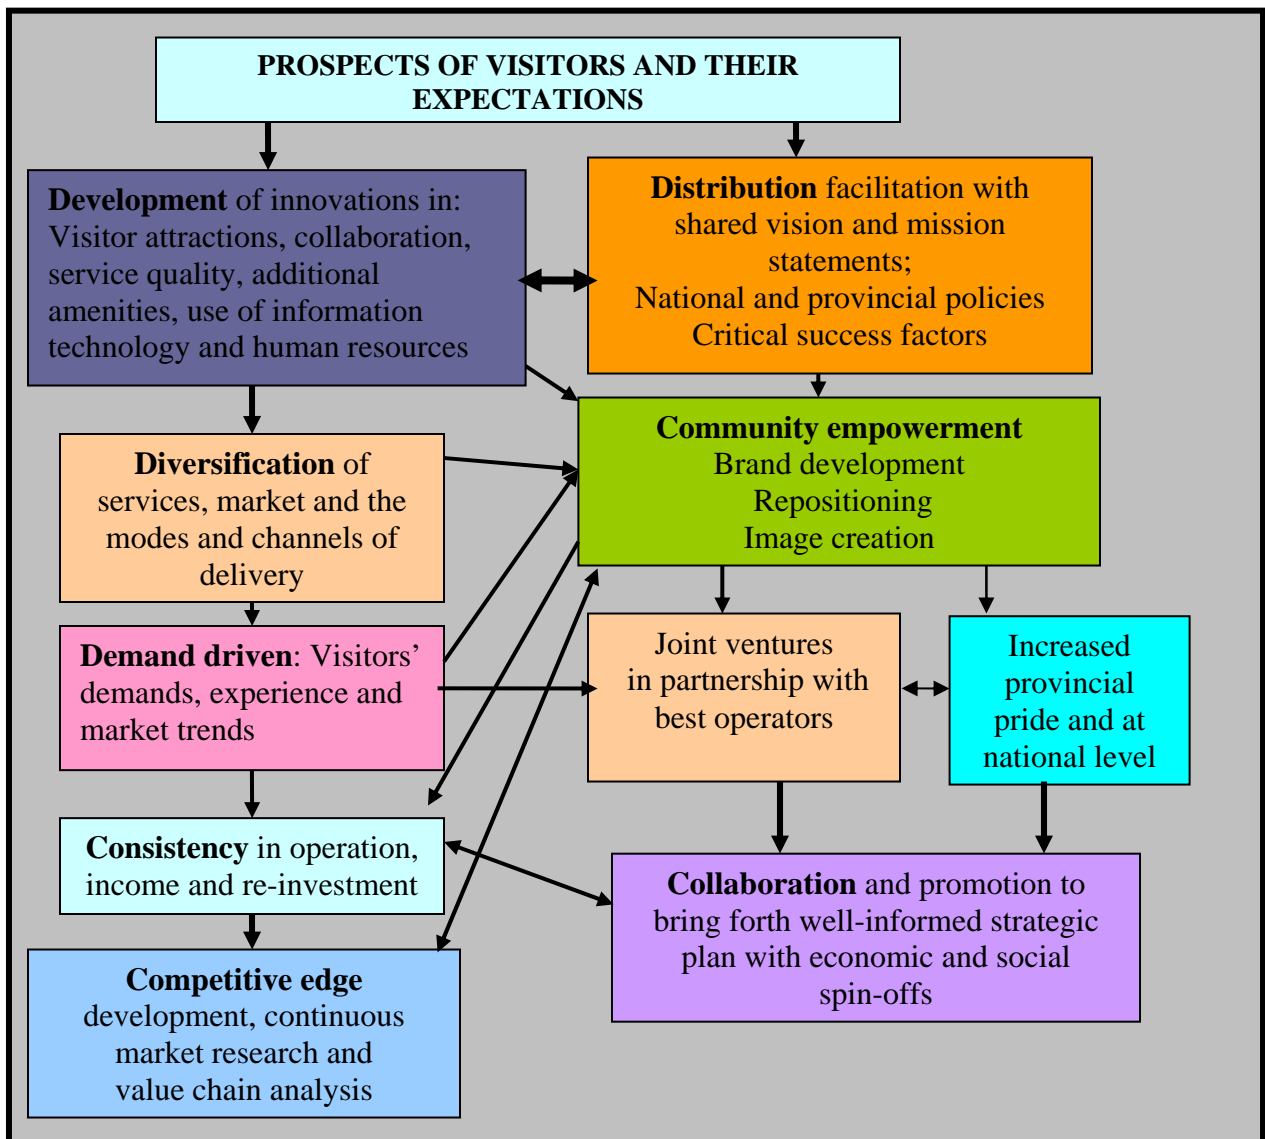 PROSPECTS OF VISITORS AND THEIR
EXPECTATIONS
Development of innovations in:
Visitor attractions, collaboration,
service quality, additional
amenities, use of information
technology and human resources
Distribution facilitation with
shared vision and mission
statements;
National and provincial policies
Critical success factors
Community empowerment
Brand development
Repositioning
Image creation
Diversification of
services, market and the
modes and channels of
delivery
Demand driven: Visitors’
demands, experience and
market trends
Joint ventures
in partnership with
best operators
Increased
provincial
pride and at
national level
Consistency in operation,
income and re-investment
Collaboration and promotion to
bring forth well-informed strategic
plan with economic and social
spin-offs
Competitive edge
development, continuous
market research and
value chain analysis